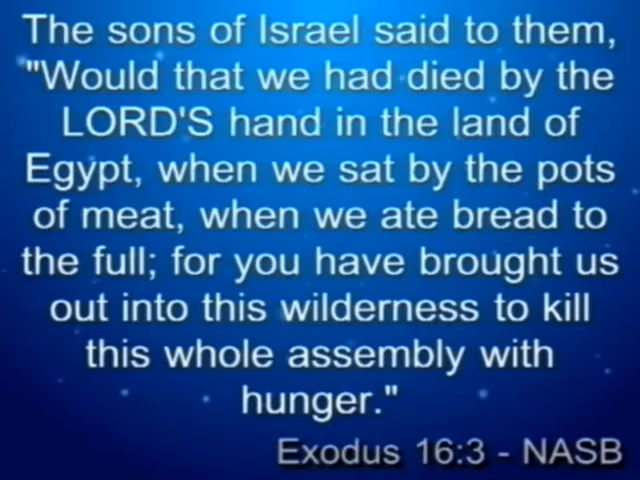 The sons of Israel said to them,
"Would that we had died by the
LORD'S hand in the land of
Egypt, when we sat by the pots
of meat, when we ate bread to
the full; for you have brought us
out into this wilderness to kill
this whole assembly with
hunger."
Exodus 16:3 - NASB